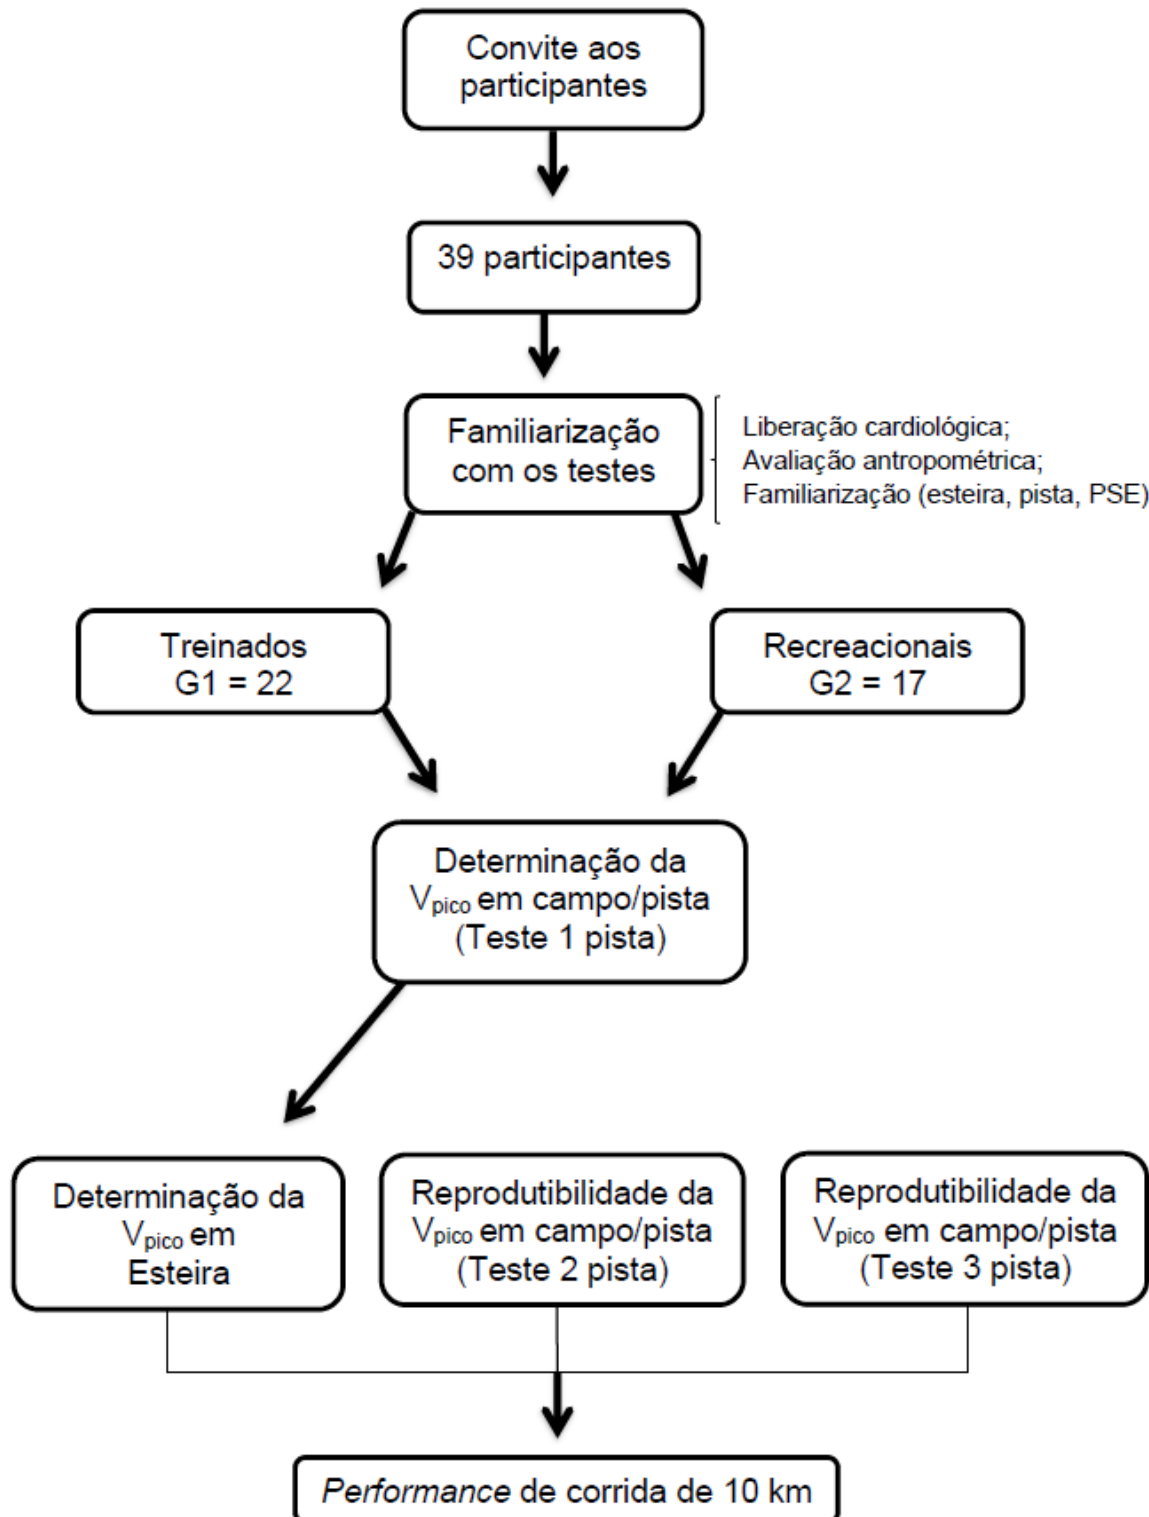 Convite aos
participantes
39 participantes
Familiarização
com os testes
Liberação cardiológica;
Avaliação antropométrica;
Familiarização (esteira, pista, PSE)
Treinados
G1 = 22
Recreacionais
G2 = 17
Determinação da
Vpico em campo/pista
(Teste 1 pista)
Determinação da
Vpico em
Esteira
Reprodutibilidade da
Vpico em campo/pista
(Teste 2 pista)
Reprodutibilidade da
Vpico em campo/pista
(Teste 3 pista)
Performance de corrida de 10 km